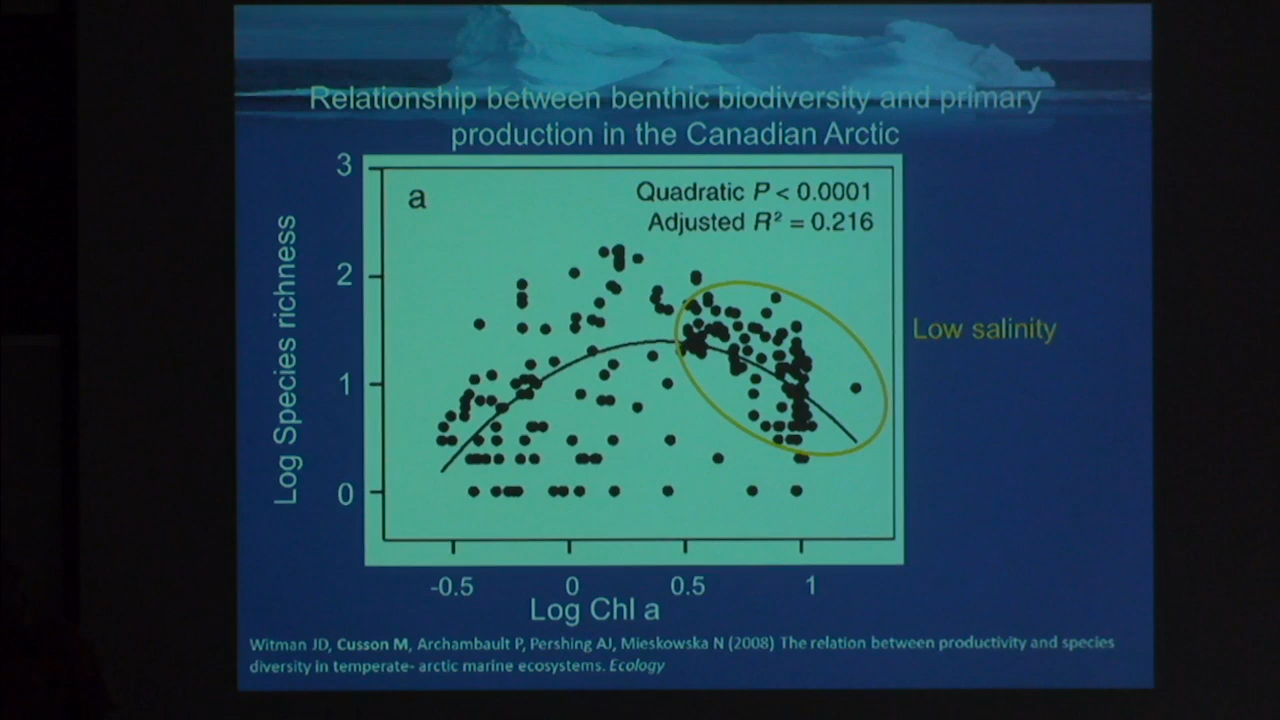 Relationship between benthic biodiversity and primary
production in the Canadian Arctic
a
Quadratic P < 0.0001
Adjusted R² = 0.216
Log Species richness
3
2
1
0
Low salinity
-0.5 0 0.5 1
Log Chl a
Witman JD, Cusson M, Archambault P, Pershing AJ, Mieskowska N (2008) The relation between productivity and species
diversity in temperate- arctic marine ecosystems. Ecology